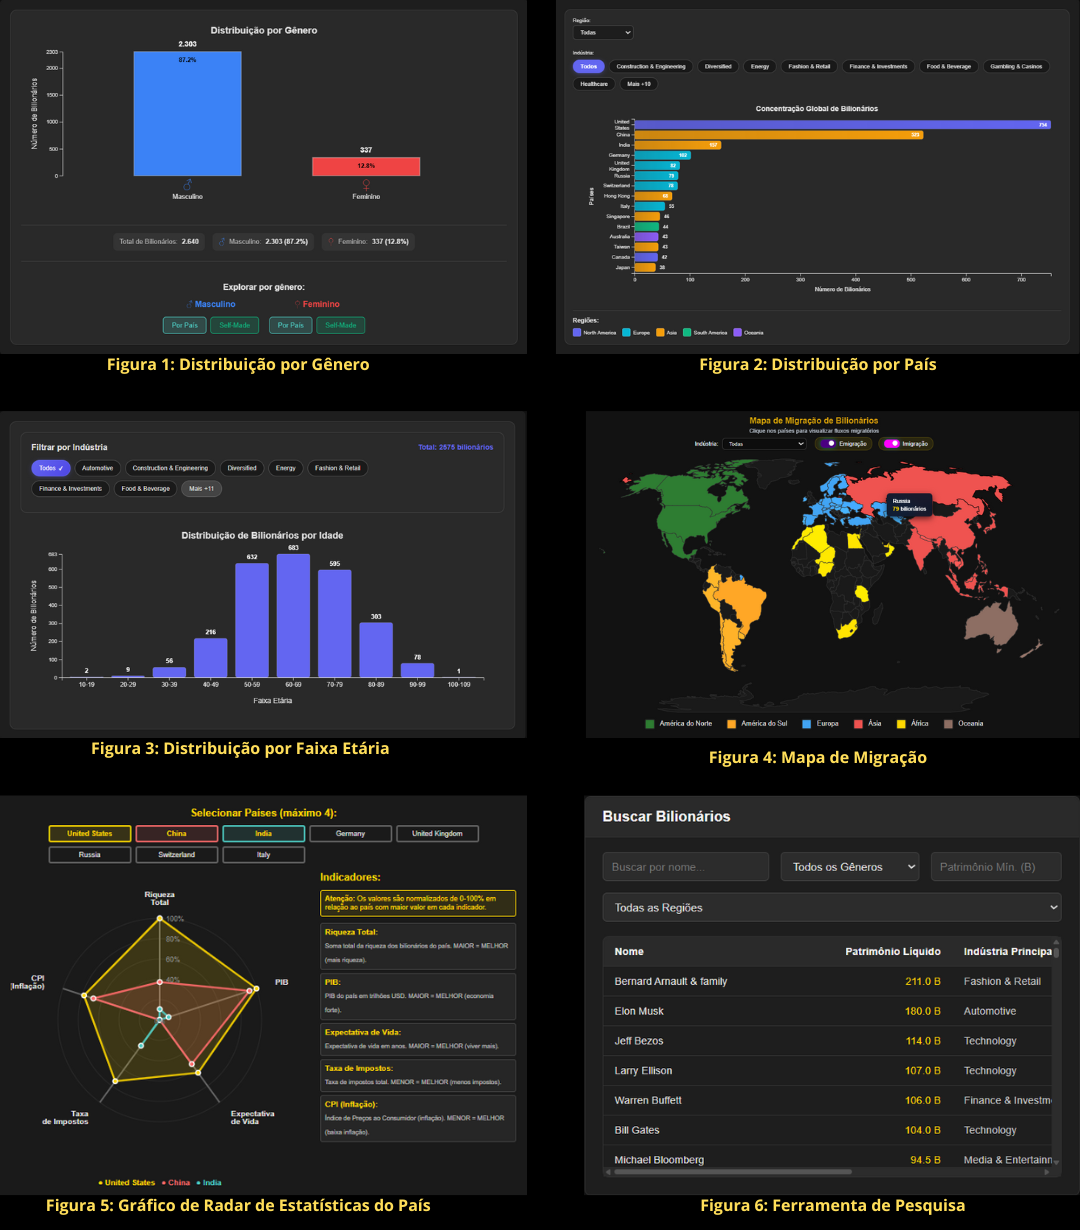 Distribuição por Gênero
2.303
87.2%
337
12.8%
2303
2000
1500
1000
500
0
Número de Bilionários
Masculino
Feminino
Total de Bilionários: 2.640
Masculino: 2.303 (87.2%)
Feminino: 337 (12.8%)
Explorar por gênero:
Masculino
Feminino
Por País
Self-Made
Por País
Self-Made
Figura 1: Distribuição por Gênero
Região:
Todas
Indústria:
Todos
Construction & Engineering
Diversified
Energy
Fashion & Retail
Finance & Investments
Food & Beverage
Gambling & Casinos
Healthcare
Mais +10
Concentração Global de Bilionários
United States
754
China
523
India
157
Germany
102
United Kingdom
82
Russia
79
Switzerland
78
Hong Kong
68
Italy
55
Singapore
46
Brazil
44
Australia
43
Taiwan
43
Canada
42
Japan
38
Países
0 100 200 300 400 500 600 700
Número de Bilionários
Regiões:
North America
Europe
Asia
South America
Oceania
Figura 2: Distribuição por País
Filtrar por Indústria
Total: 2575 bilionários
Todos ✓
Automotive
Construction & Engineering
Diversified
Energy
Fashion & Retail
Finance & Investments
Food & Beverage
Mais +11
Distribuição de Bilionários por Idade
683
600
500
400
300
200
100
0
Número de Bilionários
2
9
56
216
632
683
595
303
78
1
10-19 20-29 30-39 40-49 50-59 60-69 70-79 80-89 90-99 100-109
Faixa Etária
Figura 3: Distribuição por Faixa Etária
Mapa de Migração de Bilionários
Clique nos países para visualizar fluxos migratórios
Indústria:
Todas
Emigração
Imigração
Russia
79 bilionários
América do Norte
América do Sul
Europa
Ásia
África
Oceania
Figura 4: Mapa de Migração
Selecionar Países (máximo 4):
United States
China
India
Germany
United Kingdom
Russia
Switzerland
Italy
Riqueza
Total
100%
80%
60%
40%
PIB
Expectativa
de Vida
Taxa
de Impostos
CPI
(Inflação)
United States
China
India
Indicadores:
Atenção: Os valores são normalizados de 0-100% em
relação ao país com maior valor em cada indicador.
Riqueza Total:
Soma total da riqueza dos bilionários do país. MAIOR = MELHOR
(mais riqueza).
PIB:
PIB do país em trilhões USD. MAIOR = MELHOR (economia
forte).
Expectativa de Vida:
Expectativa de vida em anos. MAIOR = MELHOR (viver mais).
Taxa de Impostos:
Taxa de impostos total. MENOR = MELHOR (menos impostos).
CPI (Inflação):
Índice de Preços ao Consumidor (inflação). MENOR = MELHOR
(baixa inflação).
Figura 5: Gráfico de Radar de Estatísticas do País
Buscar Bilionários
Buscar por nome...
Todos os Gêneros
Patrimônio Mín. (B)
Todas as Regiões
Nome Patrimônio Líquido Indústria Principa
Bernard Arnault & family 211.0 B Fashion & Retail
Elon Musk 180.0 B Automotive
Jeff Bezos 114.0 B Technology
Larry Ellison 107.0 B Technology
Warren Buffett 106.0 B Finance & Investm
Bill Gates 104.0 B Technology
Michael Bloomberg 94.5 B Media & Entertainn
Figura 6: Ferramenta de Pesquisa